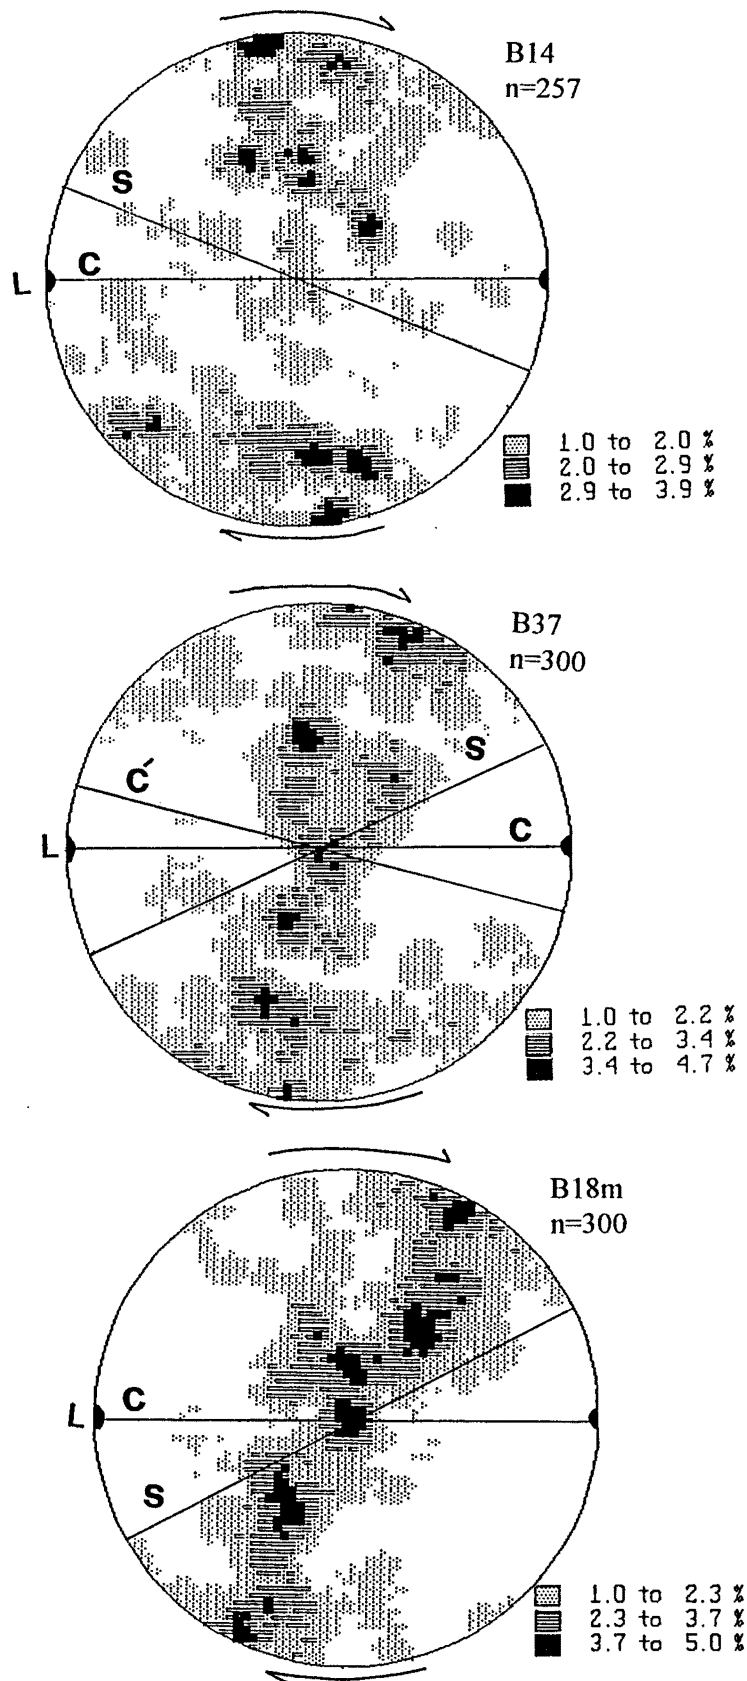 B14
n=257
S
C
L
1.0 to 2.0 %
2.0 to 2.9 %
2.9 to 3.9 %
B37
n=300
S
C´
C
L
1.0 to 2.2 %
2.2 to 3.4 %
3.4 to 4.7 %
B18m
n=300
C
L
S
1.0 to 2.3 %
2.3 to 3.7 %
3.7 to 5.0 %